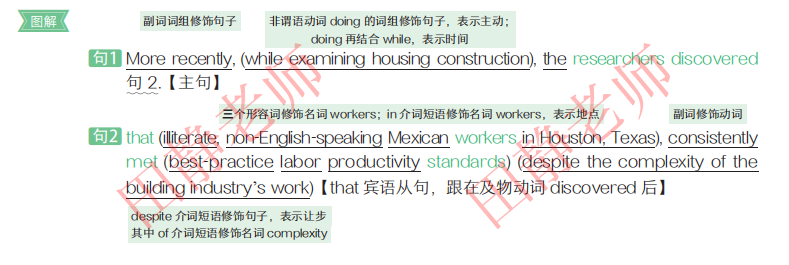 图解
副词词组修饰句子 非谓语动词 doing 的词组修饰句子，表示主动；
doing 再结合 while，表示时间
句1 More recently, (while examining housing construction), the researchers discovered
句 2.【主句】
三个形容词修饰名词 workers；in 介词短语修饰名词 workers，表示地点 副词修饰动词
句2 that (illiterate, non-English-speaking Mexican workers in Houston, Texas), consistently
met (best-practice labor productivity standards) (despite the complexity of the
building industry's work)【that 宾语从句，跟在及物动词 discovered 后】
despite 介词短语修饰句子，表示让步
其中 of 介词短语修饰名词 complexity
田静老师
田静老师